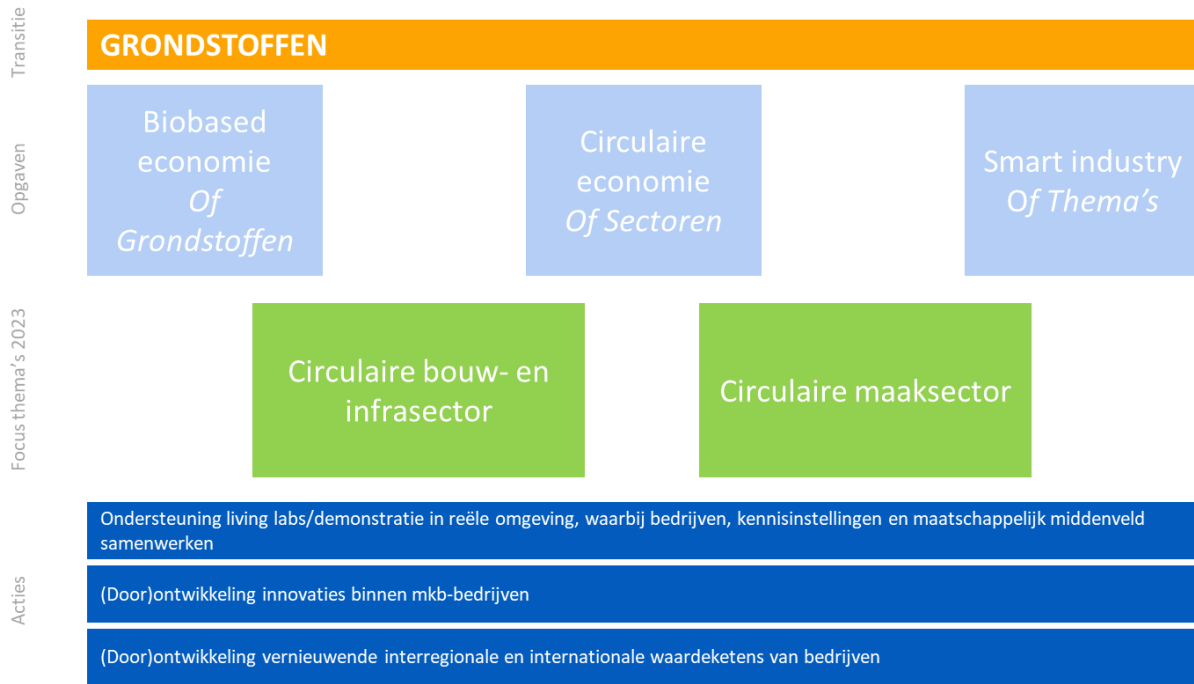 Transitie
GRONDSTOFFEN
Opgaven
Biobased
economie
Of
Grondstoffen
Circulaire
economie
Of Sectoren
Smart industry
Of Thema's
Focus thema's 2023
Circulaire bouw- en
infrasector
Circulaire maaksector
Acties
Ondersteuning living labs/demonstratie in reële omgeving, waarbij bedrijven, kennisinstellingen en maatschappelijk middenveld
samenwerken
(Door)ontwikkeling innovaties binnen mkb-bedrijven
(Door)ontwikkeling vernieuwende interregionale en internationale waardeketens van bedrijven